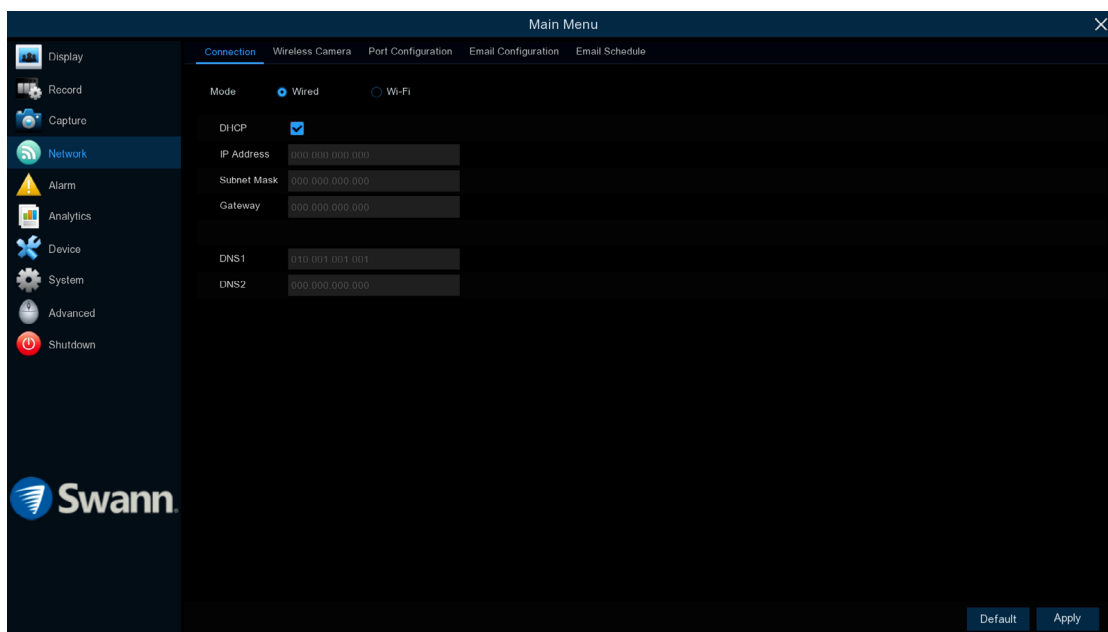 Main Menu
Display
Record
Capture
Network
Alarm
Analytics
Device
System
Advanced
Shutdown
Swann.
Connection Wireless Camera Port Configuration Email Configuration Email Schedule
Mode Wired Wi-Fi
DHCP
IP Address 000.000.000.000
Subnet Mask 000.000.000.000
Gateway 000.000.000.000
DNS1 010.001.001.001
DNS2 000.000.000.000
Default Apply